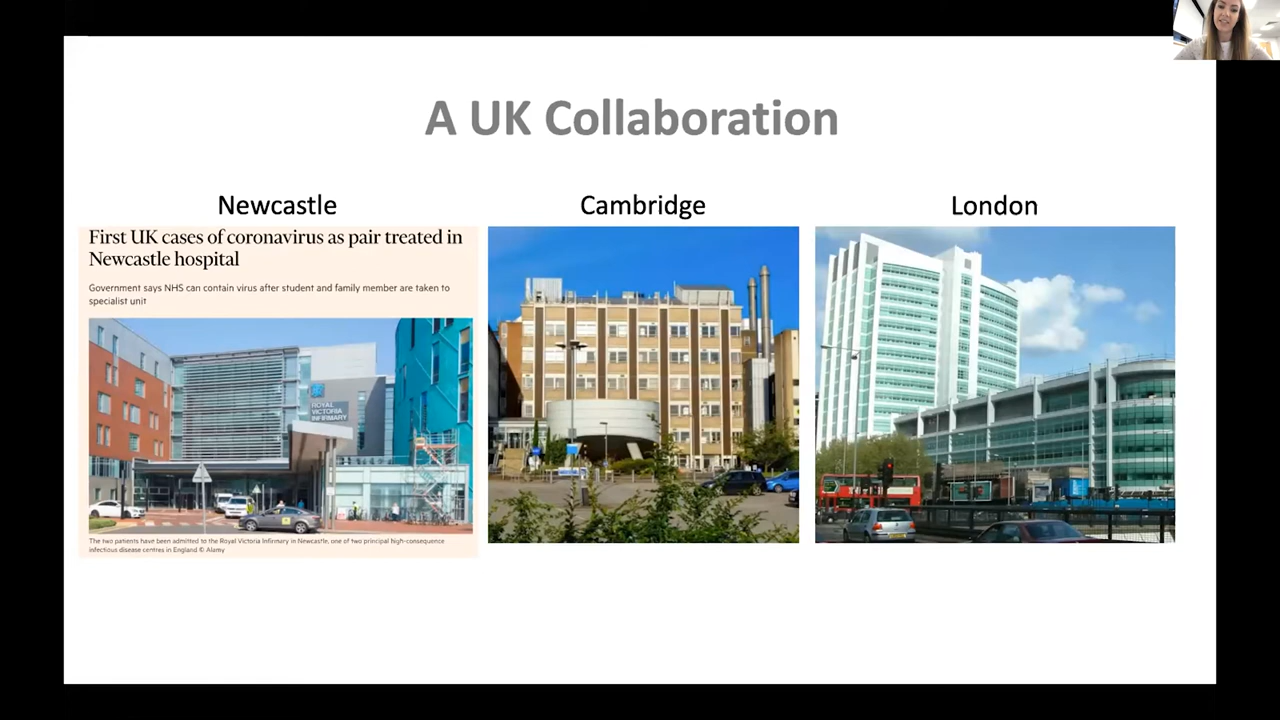 A UK Collaboration
Newcastle
Cambridge
London
First UK cases of coronavirus as pair treated in
Newcastle hospital
Government says NHS can contain virus after student and family member are taken to
specialist unit
ROYAL
VICTORIA
INFIRMARY
The two patients have been admitted to the Royal Victoria Infirmary in Newcastle, one of two principal high-consequence
infectious disease centres in England © Alamy